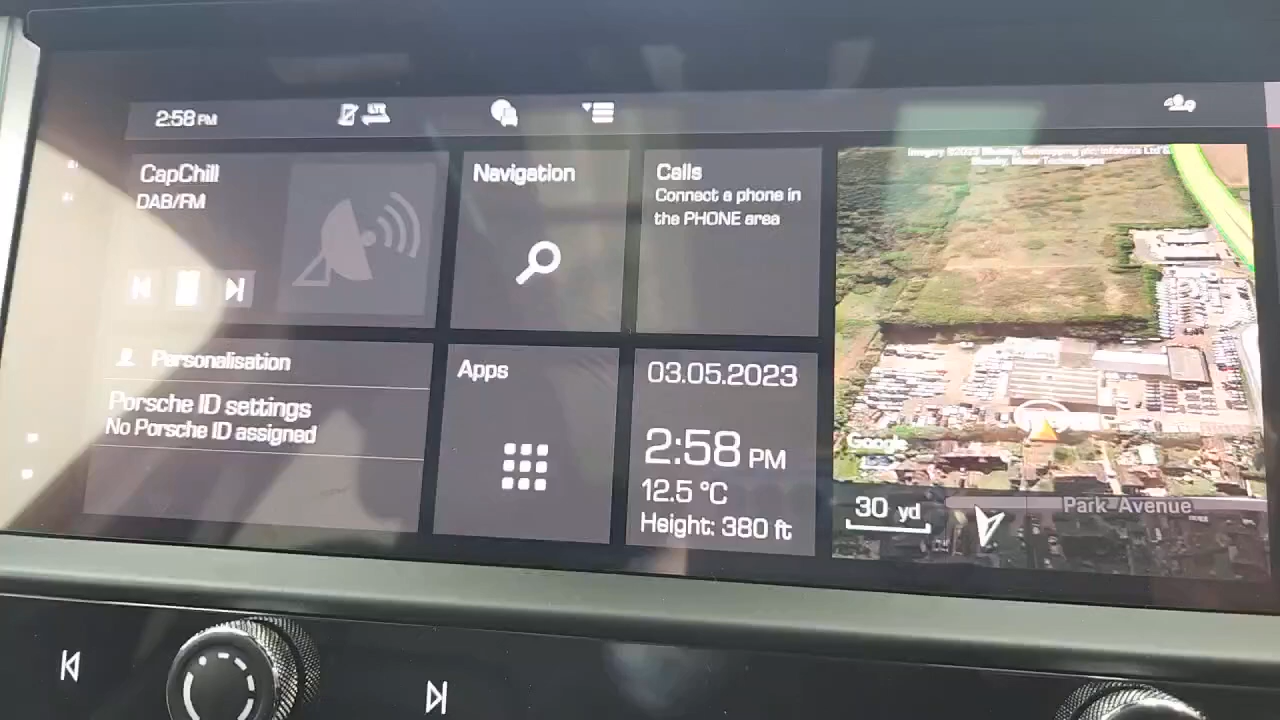 2:58 PM
LTE
CapChill
DAB/FM
Navigation
Calls
Connect a phone in
the PHONE area
Personalisation
Porsche ID settings
No Porsche ID assigned
Apps
03.05.2023
2:58 PM
12.5 °C
Height: 380 ft
Google
30 yd
Park Avenue